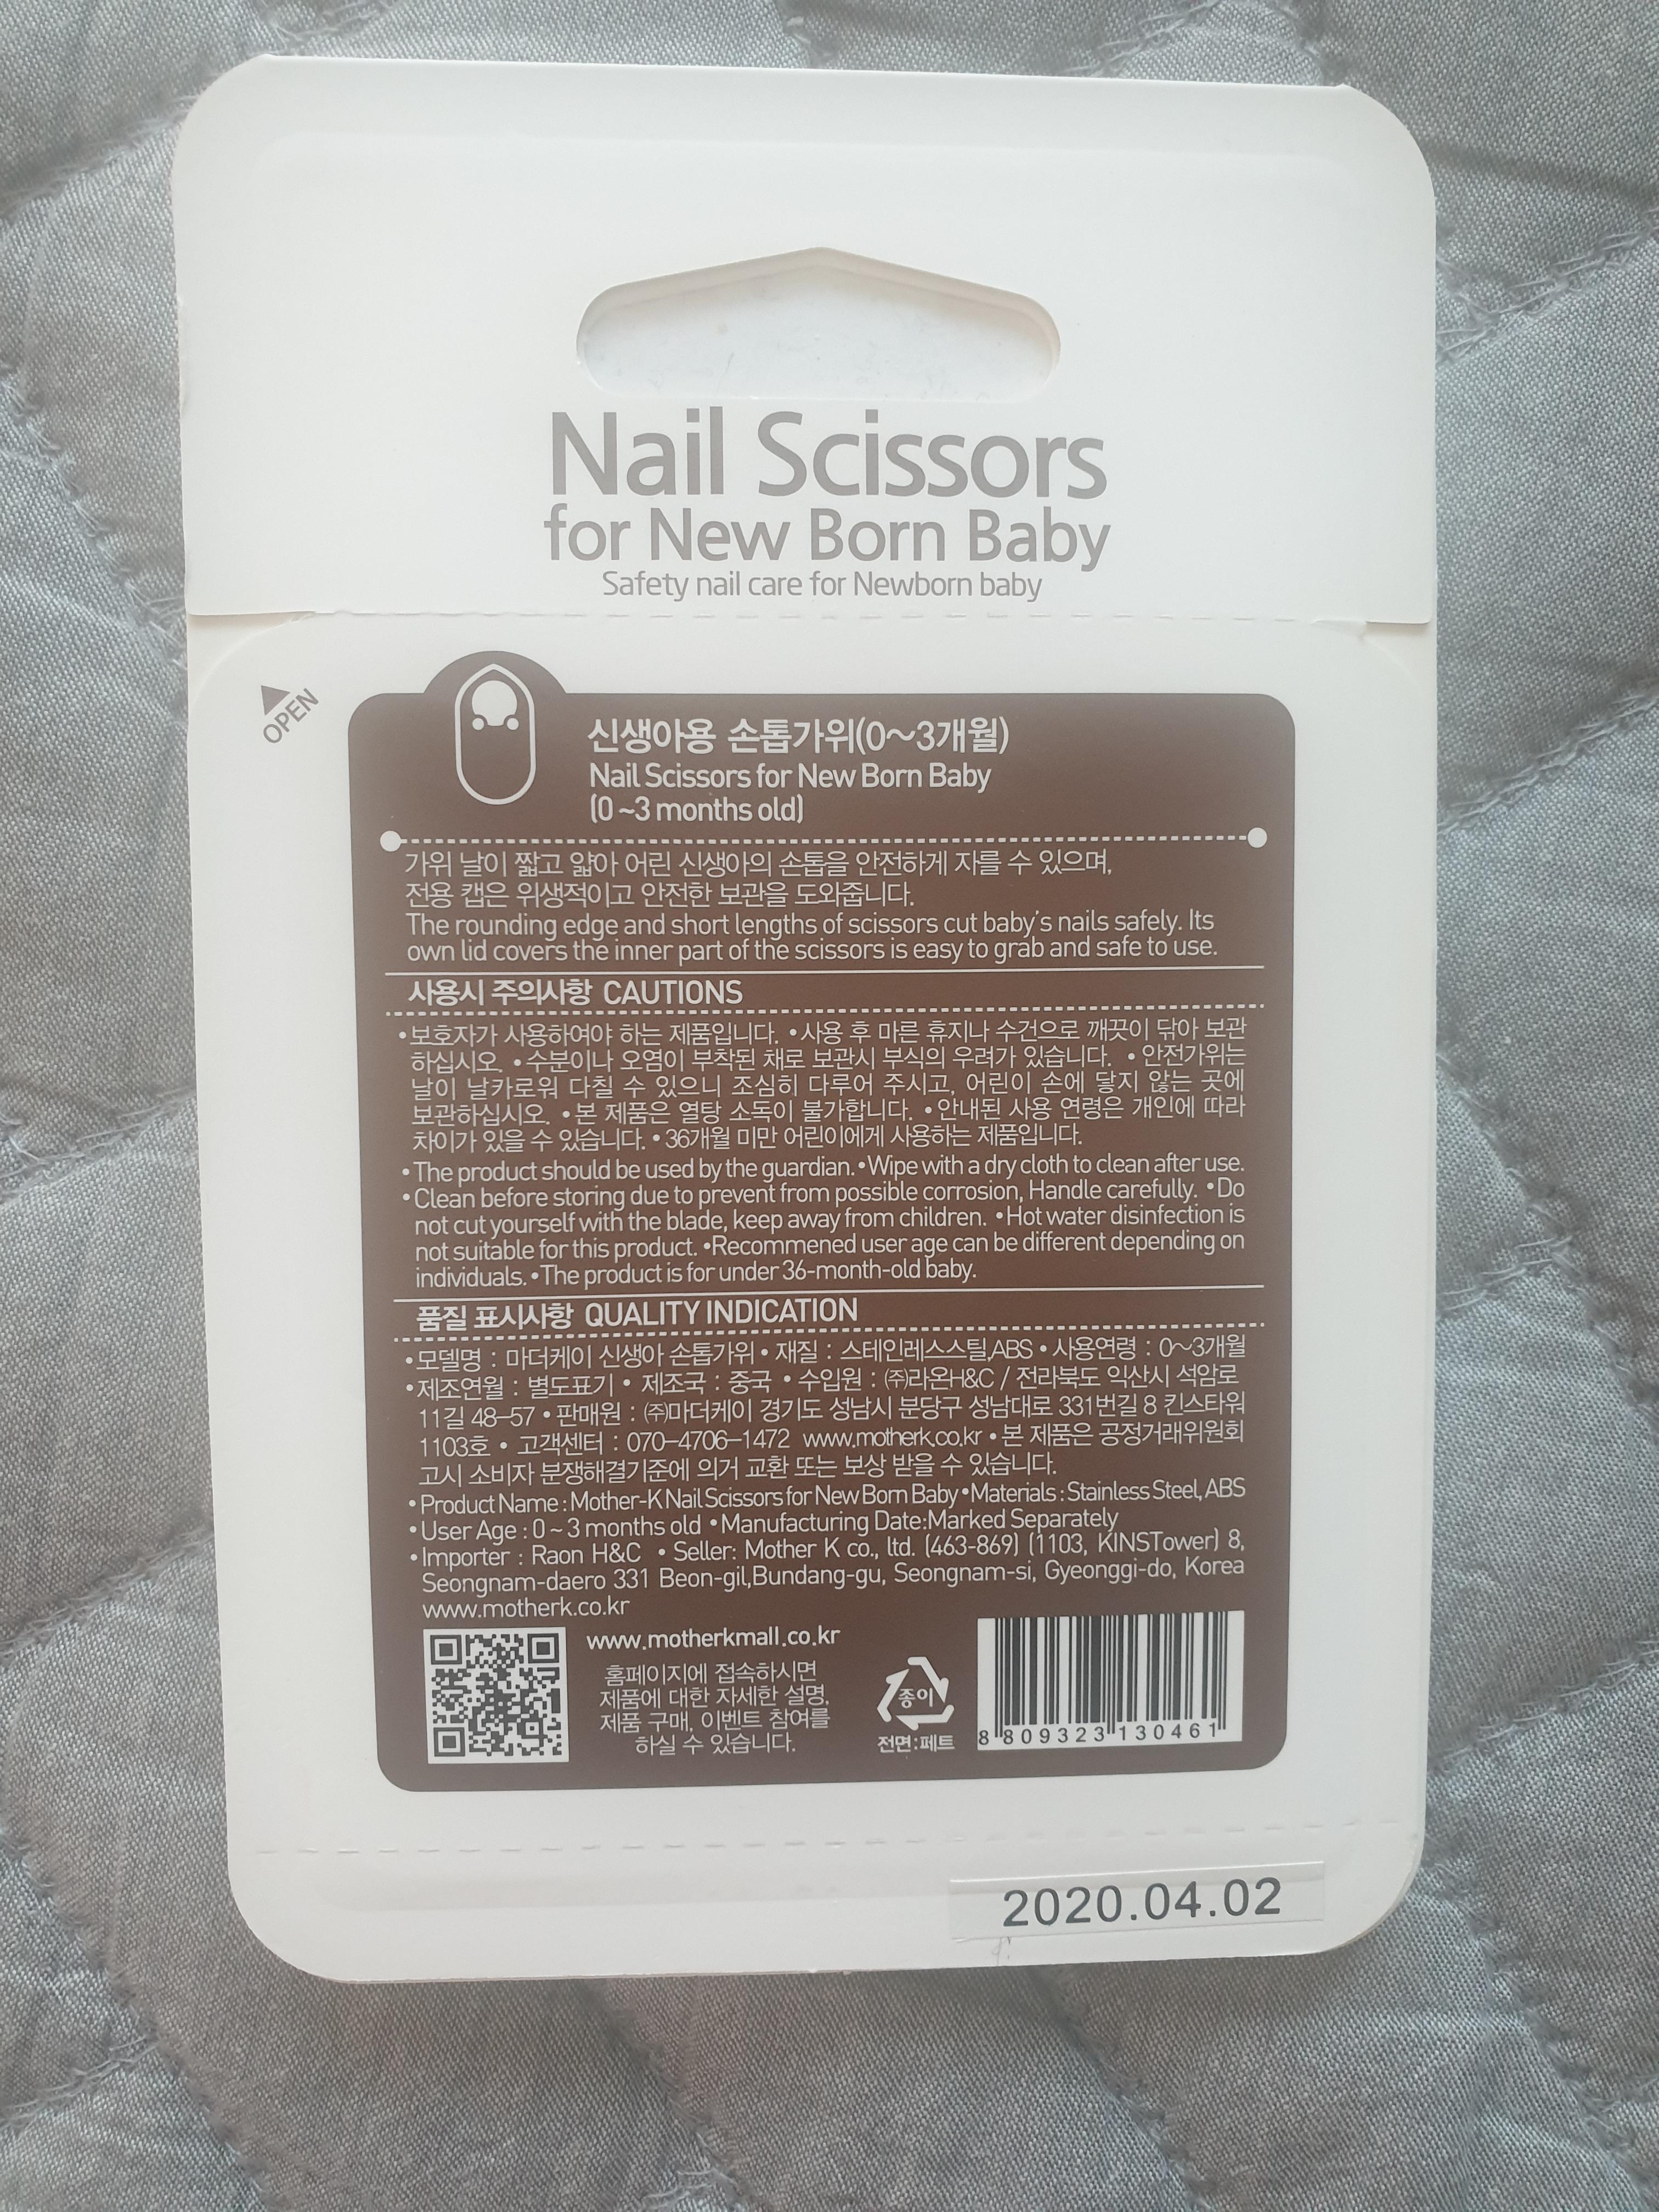 Nail Scissors
for New Born Baby
Safety nail care for Newborn baby
OPEN
신생아용 손톱가위(0~3개월)
Nail Scissors for New Born Baby
(0 ~3 months old)
가위 날이 짧고 얇아 어린 신생아의 손톱을 안전하게 자를 수 있으며,
전용 캡은 위생적이고 안전한 보관을 도와줍니다.
The rounding edge and short lengths of scissors cut baby's nails safely. Its
own lid covers the inner part of the scissors is easy to grab and safe to use.
사용시 주의사항 CAUTIONS
•보호자가 사용하여야 하는 제품입니다. •사용 후 마른 휴지나 수건으로 깨끗이 닦아 보관
하십시오. •수분이나 오염이 부착된 채로 보관시 부식의 우려가 있습니다. •안전가위는
날이 날카로워 다칠 수 있으니 조심히 다루어 주시고, 어린이 손에 닿지 않는 곳에
보관하십시오. •본 제품은 열탕 소독이 불가합니다. •안내된 사용 연령은 개인에 따라
차이가 있을 수 있습니다. •36개월 미만 어린이에게 사용하는 제품입니다.
•The product should be used by the guardian. •Wipe with a dry cloth to clean after use.
•Clean before storing due to prevent from possible corrosion, Handle carefully. •Do
not cut yourself with the blade, keep away from children. •Hot water disinfection is
not suitable for this product. •Recommened user age can be different depending on
individuals. •The product is for under 36-month-old baby.
품질 표시사항 QUALITY INDICATION
•모델명 : 마더케이 신생아 손톱가위 • 재질 : 스테인레스스틸,ABS • 사용연령 : 0~3개월
•제조연월 : 별도표기 • 제조국 : 중국 • 수입원 : ㈜라온H&C / 전라북도 익산시 석암로
11길 48-57 • 판매원 : ㈜마더케이 경기도 성남시 분당구 성남대로 331번길 8 킨스타워
1103호 • 고객센터 : 070-4706-1472 www.motherk.co.kr •본 제품은 공정거래위원회
고시 소비자 분쟁해결기준에 의거 교환 또는 보상 받을 수 있습니다.
•Product Name : Mother-K Nail Scissors for New Born Baby •Materials : Stainless Steel, ABS
•User Age : 0 ~ 3 months old •Manufacturing Date:Marked Separately
•Importer : Raon H&C • Seller: Mother K co., ltd. (463-869) (1103, KINSTower) 8,
Seongnam-daero 331 Beon-gil,Bundang-gu, Seongnam-si, Gyeonggi-do, Korea
www.motherk.co.kr
www.motherkmall.co.kr
홈페이지에 접속하시면
제품에 대한 자세한 설명,
제품 구매, 이벤트 참여를
하실 수 있습니다.
종이
전면:페트
8 809323 130461
2020.04.02